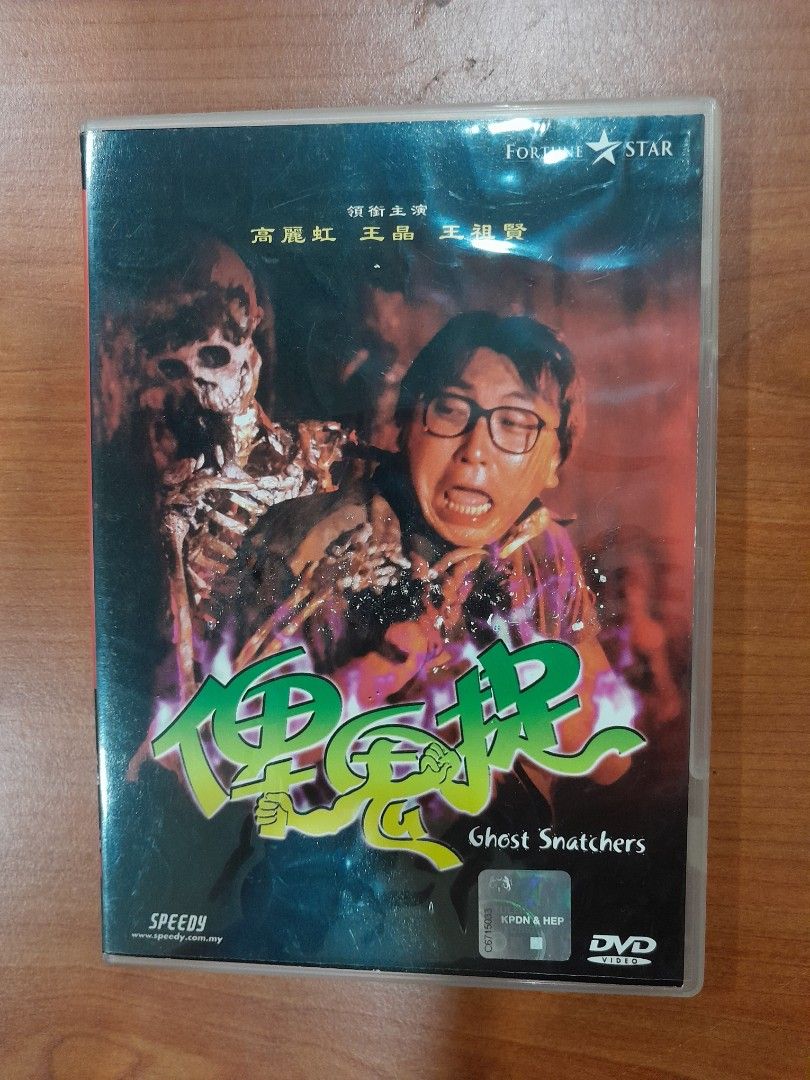 FORTUNE STAR
領銜主演
高麗虹 王晶 王祖賢
俾鬼捉
Ghost Snatchers
SPEEDY
www.speedy.com.my
C6715083
KPDN & HEP
DVD
VIDEO